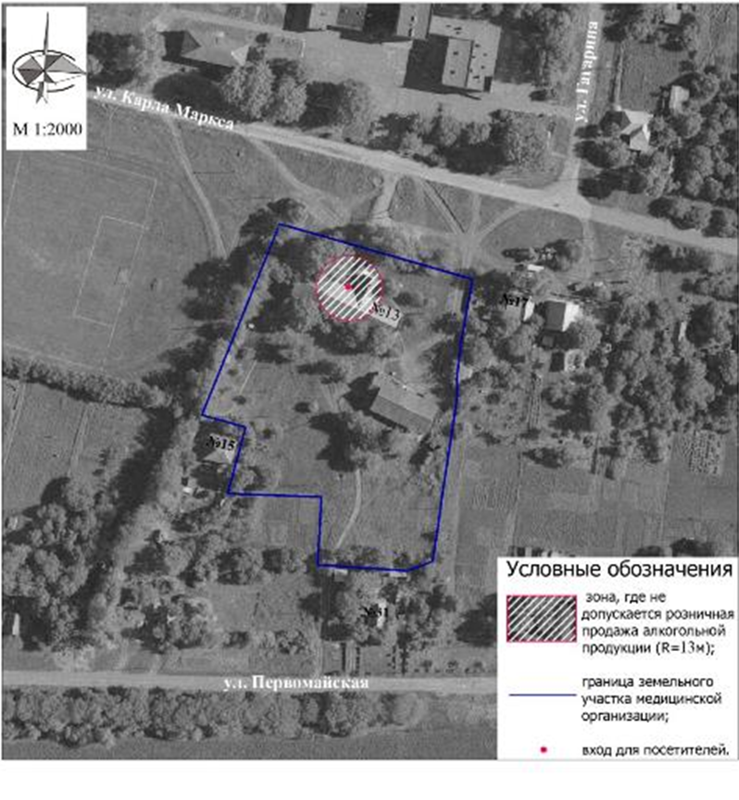 М 1:2000
ул. Карла Маркса
ул. Гагарина
№17
№13
№15
№31
ул. Первомайская
Условные обозначения
зона, где не
допускается розничная
продажа алкогольной
продукции (R=13м);
граница земельного
участка медицинской
организации;
вход для посетителей.